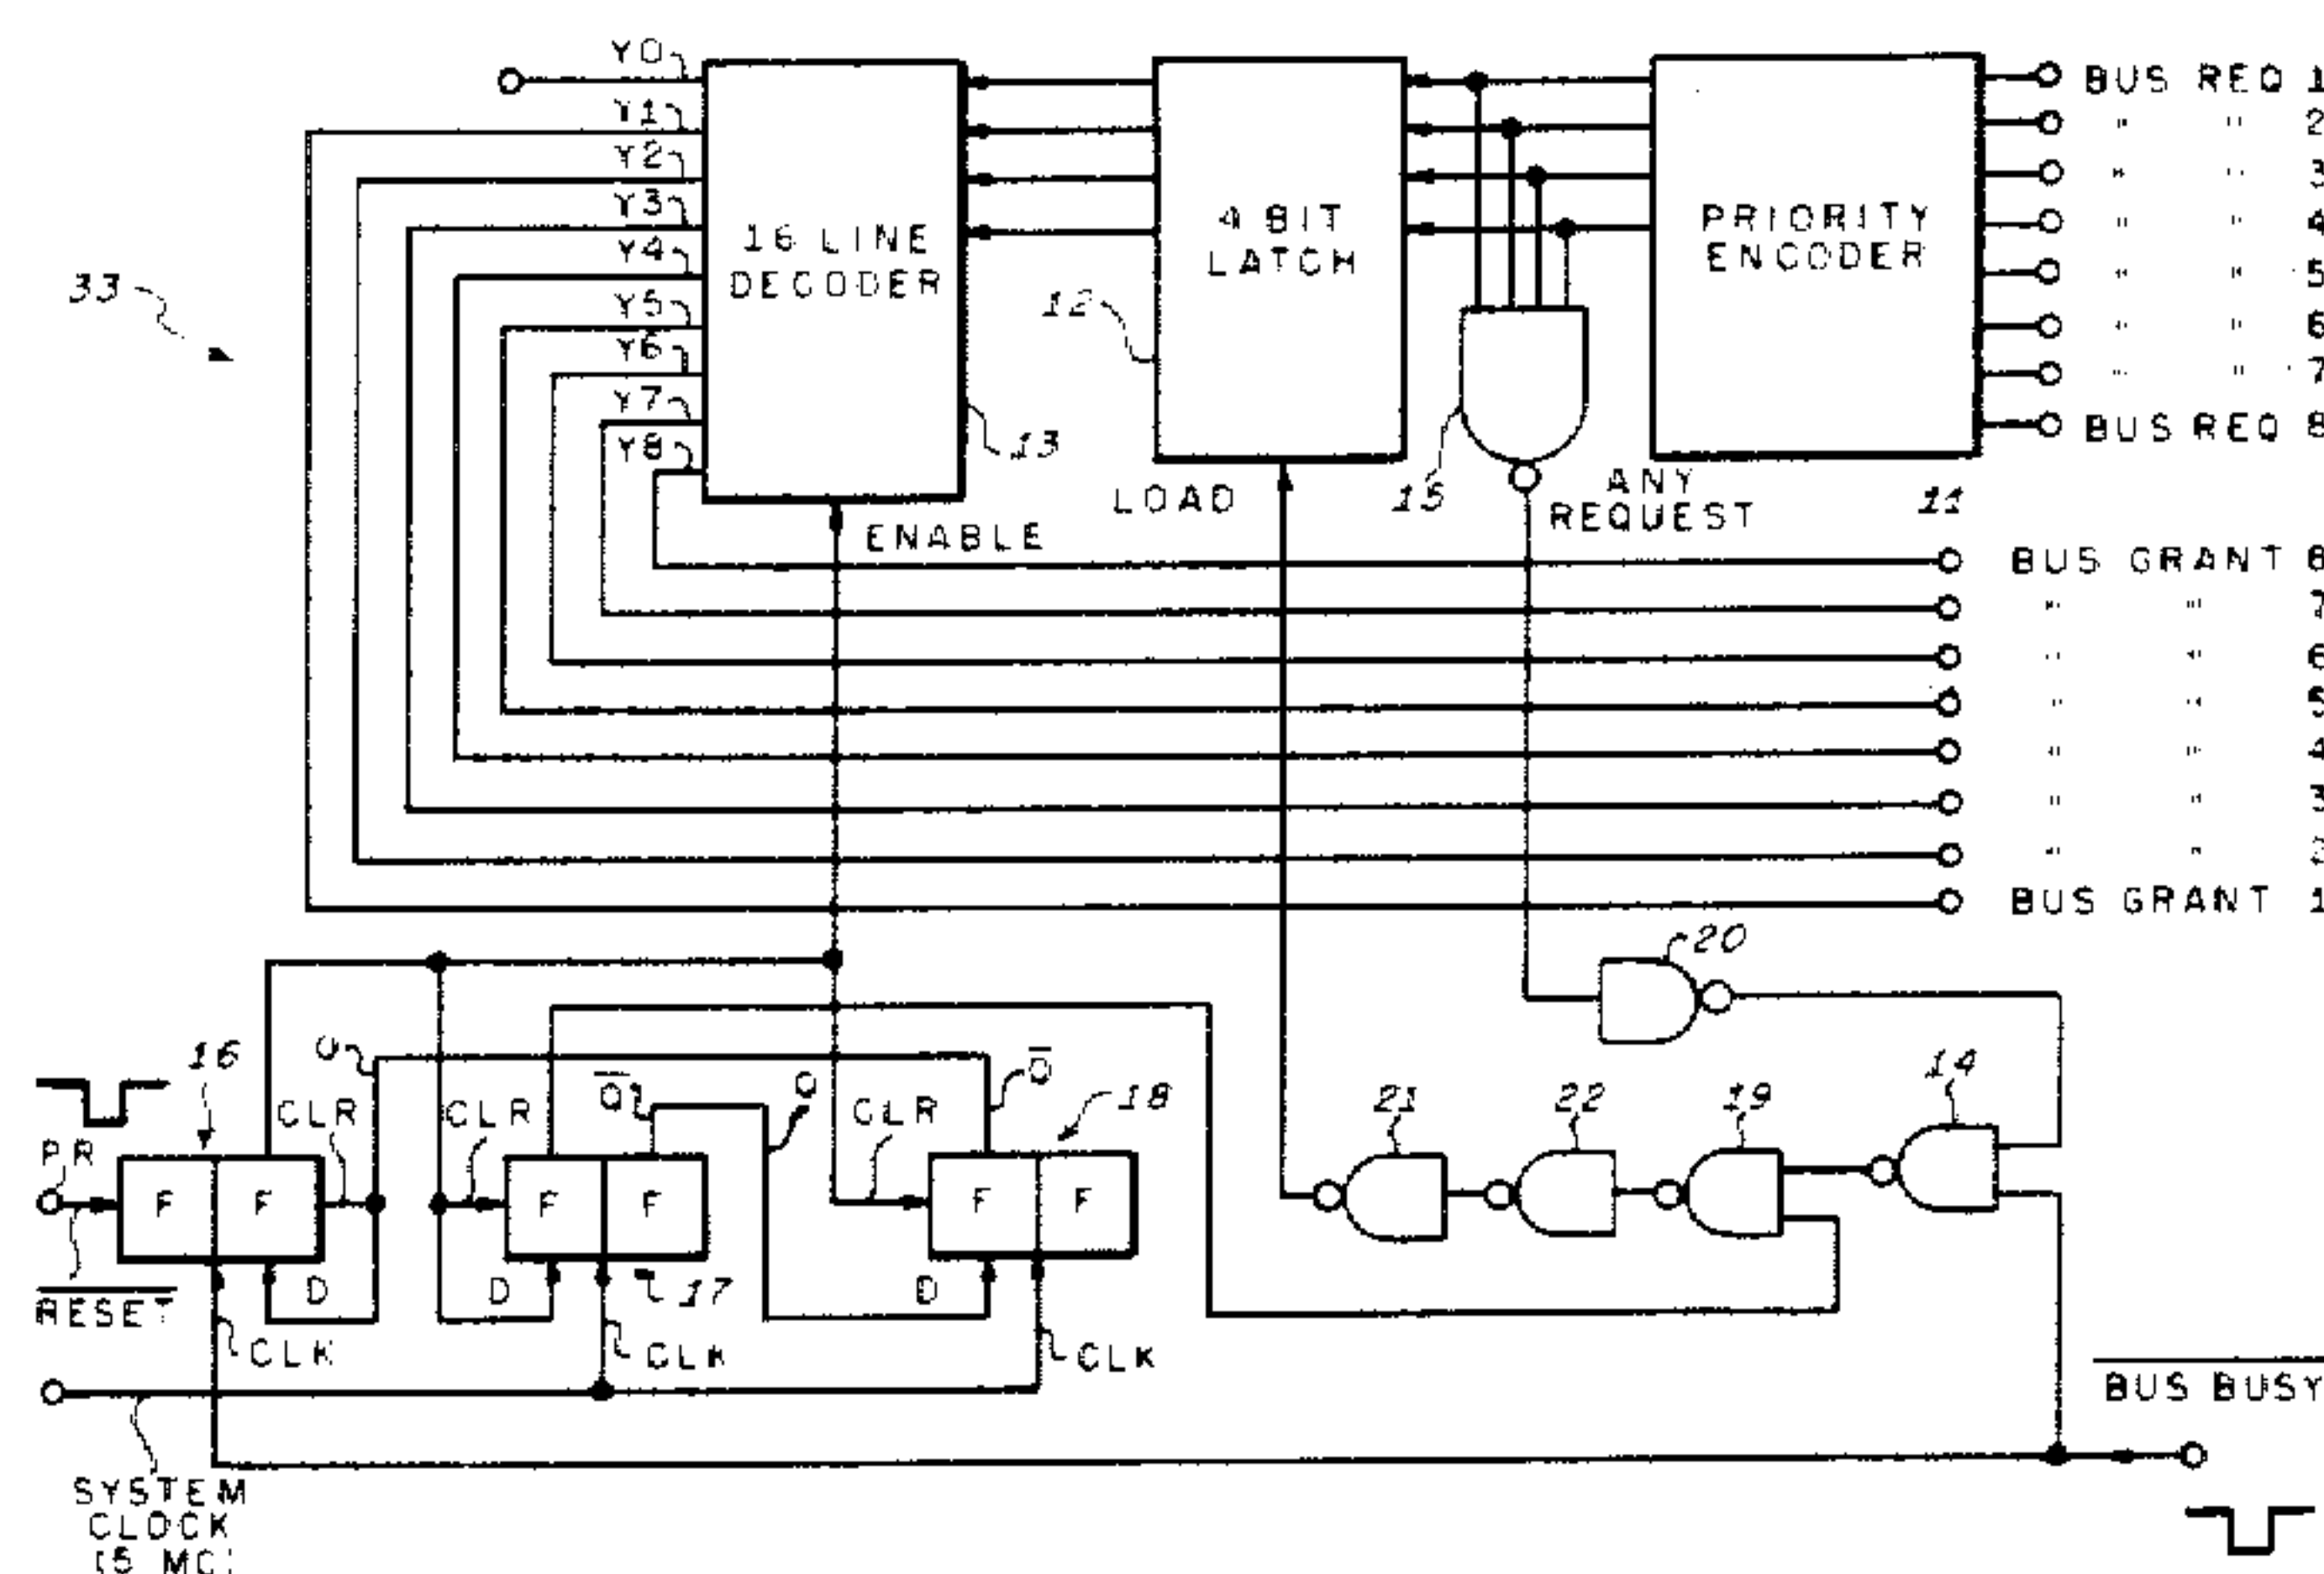 Y0
Y1
Y2
Y3
Y4
Y5
Y6
Y7
Y8
16 LINE
DECODER
4 BIT
LATCH
PRIORITY
ENCODER
BUS REQ 1
" " 2
" " 3
" " 4
" " 5
" " 6
" " 7
BUS REQ 8
33
12
13
15
11
LOAD
ANY
REQUEST
ENABLE
BUS GRANT 8
" " 7
" " 6
" " 5
" " 4
" " 3
" " 2
BUS GRANT 1
20
16
Q
CLR
CLR
Q̅
Q
CLR
Q̅
18
21
22
19
14
PR
F F
F F
F F
RESET
D
CLK
D
17
CLK
D
CLK
BUS BUSY
SYSTEM
CLOCK
(5 MC)